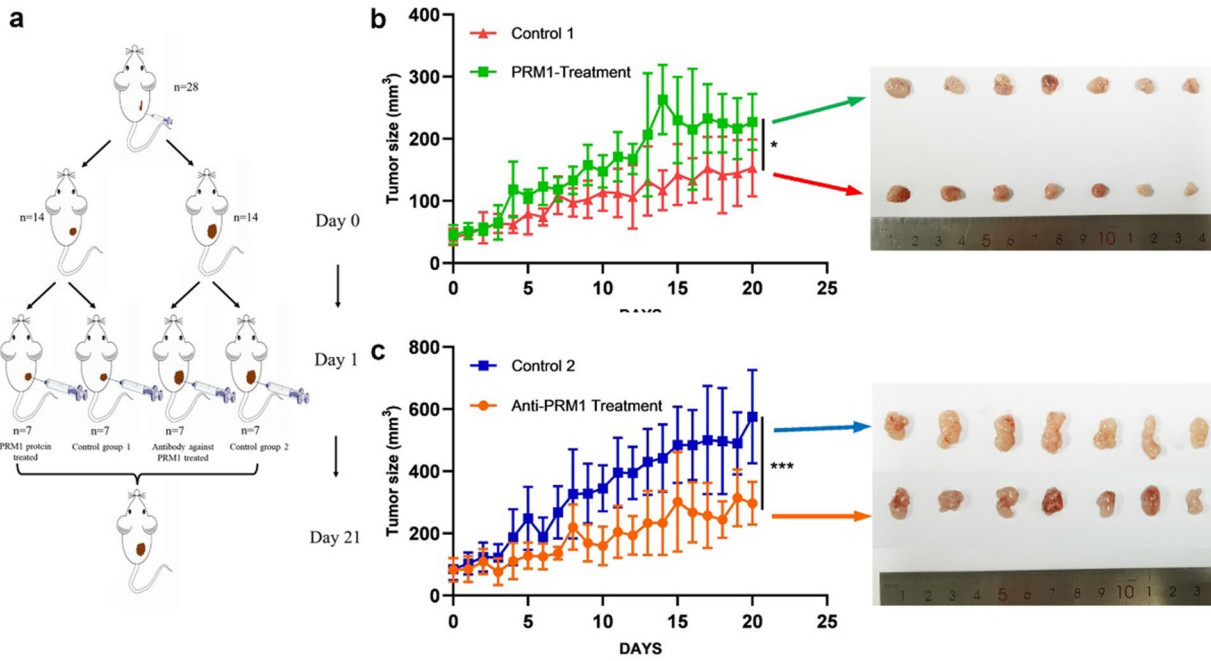 a
n=28
n=14
n=14
Day 0
Day 1
n=7
n=7
n=7
n=7
PRM1 protein
treated
Control group 1
Antibody against
PRM1 treated
Control group 2
Day 21
b
Tumor size (mm³)
400
300
200
100
0
0
5
10
15
20
25
DAYS
Control 1
PRM1-Treatment
*
1 2 3 4 5 6 7 8 9 10 1 2 3 4
c
Tumor size (mm³)
800
600
400
200
0
0
5
10
15
20
25
DAYS
Control 2
Anti-PRM1 Treatment
***
1 2 3 4 5 6 7 8 9 10 1 2 3